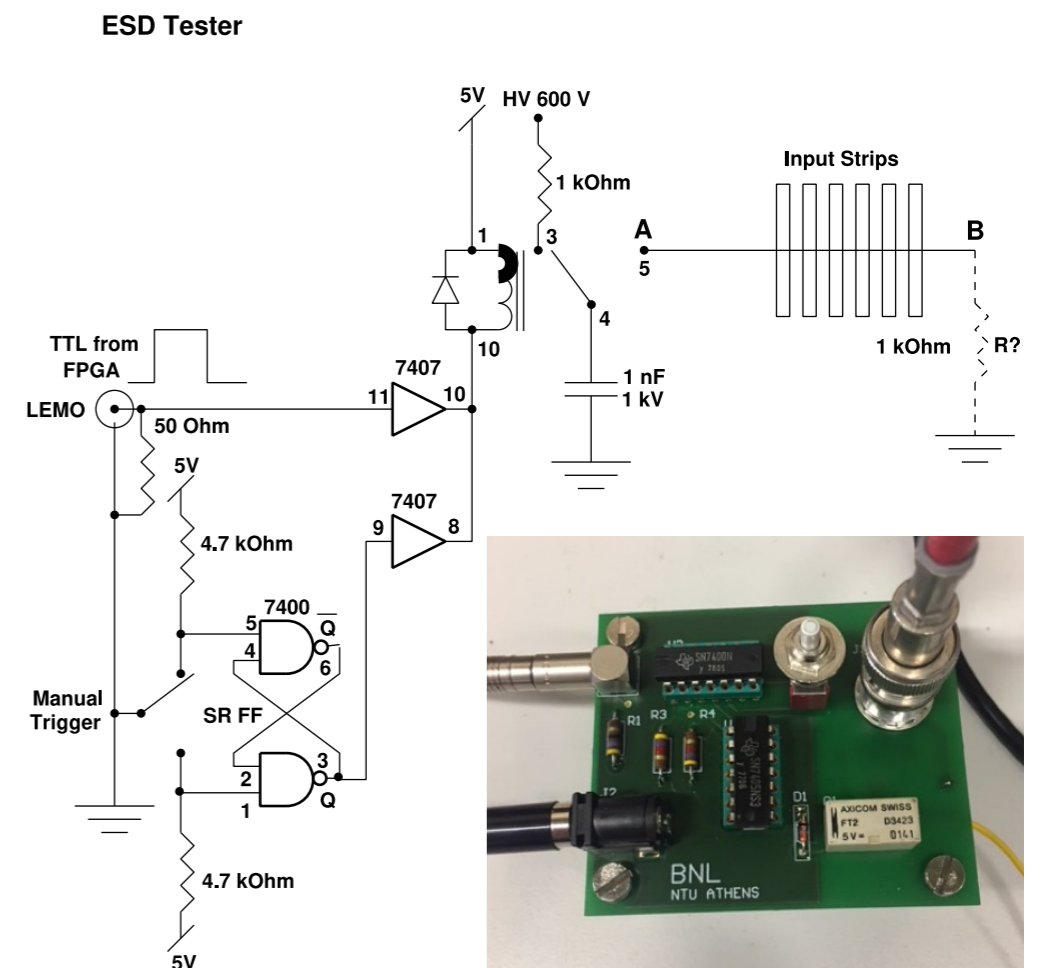 ESD Tester
5V
HV 600 V
1 kOhm
Input Strips
1
3
A
5
B
4
10
1 kOhm
R?
TTL from
FPGA
7407
11
10
1 nF
1 kV
LEMO
50 Ohm
5V
7407
9
8
4.7 kOhm
7400
5
4
Q
6
Manual
Trigger
SR FF
3
2
1
Q
4.7 kOhm
5V
SN7400N
R1
R3
R4
J2
D1
AXICOM SWISS
FT2 D3423
5V= 0141
BNL
NTU ATHENS